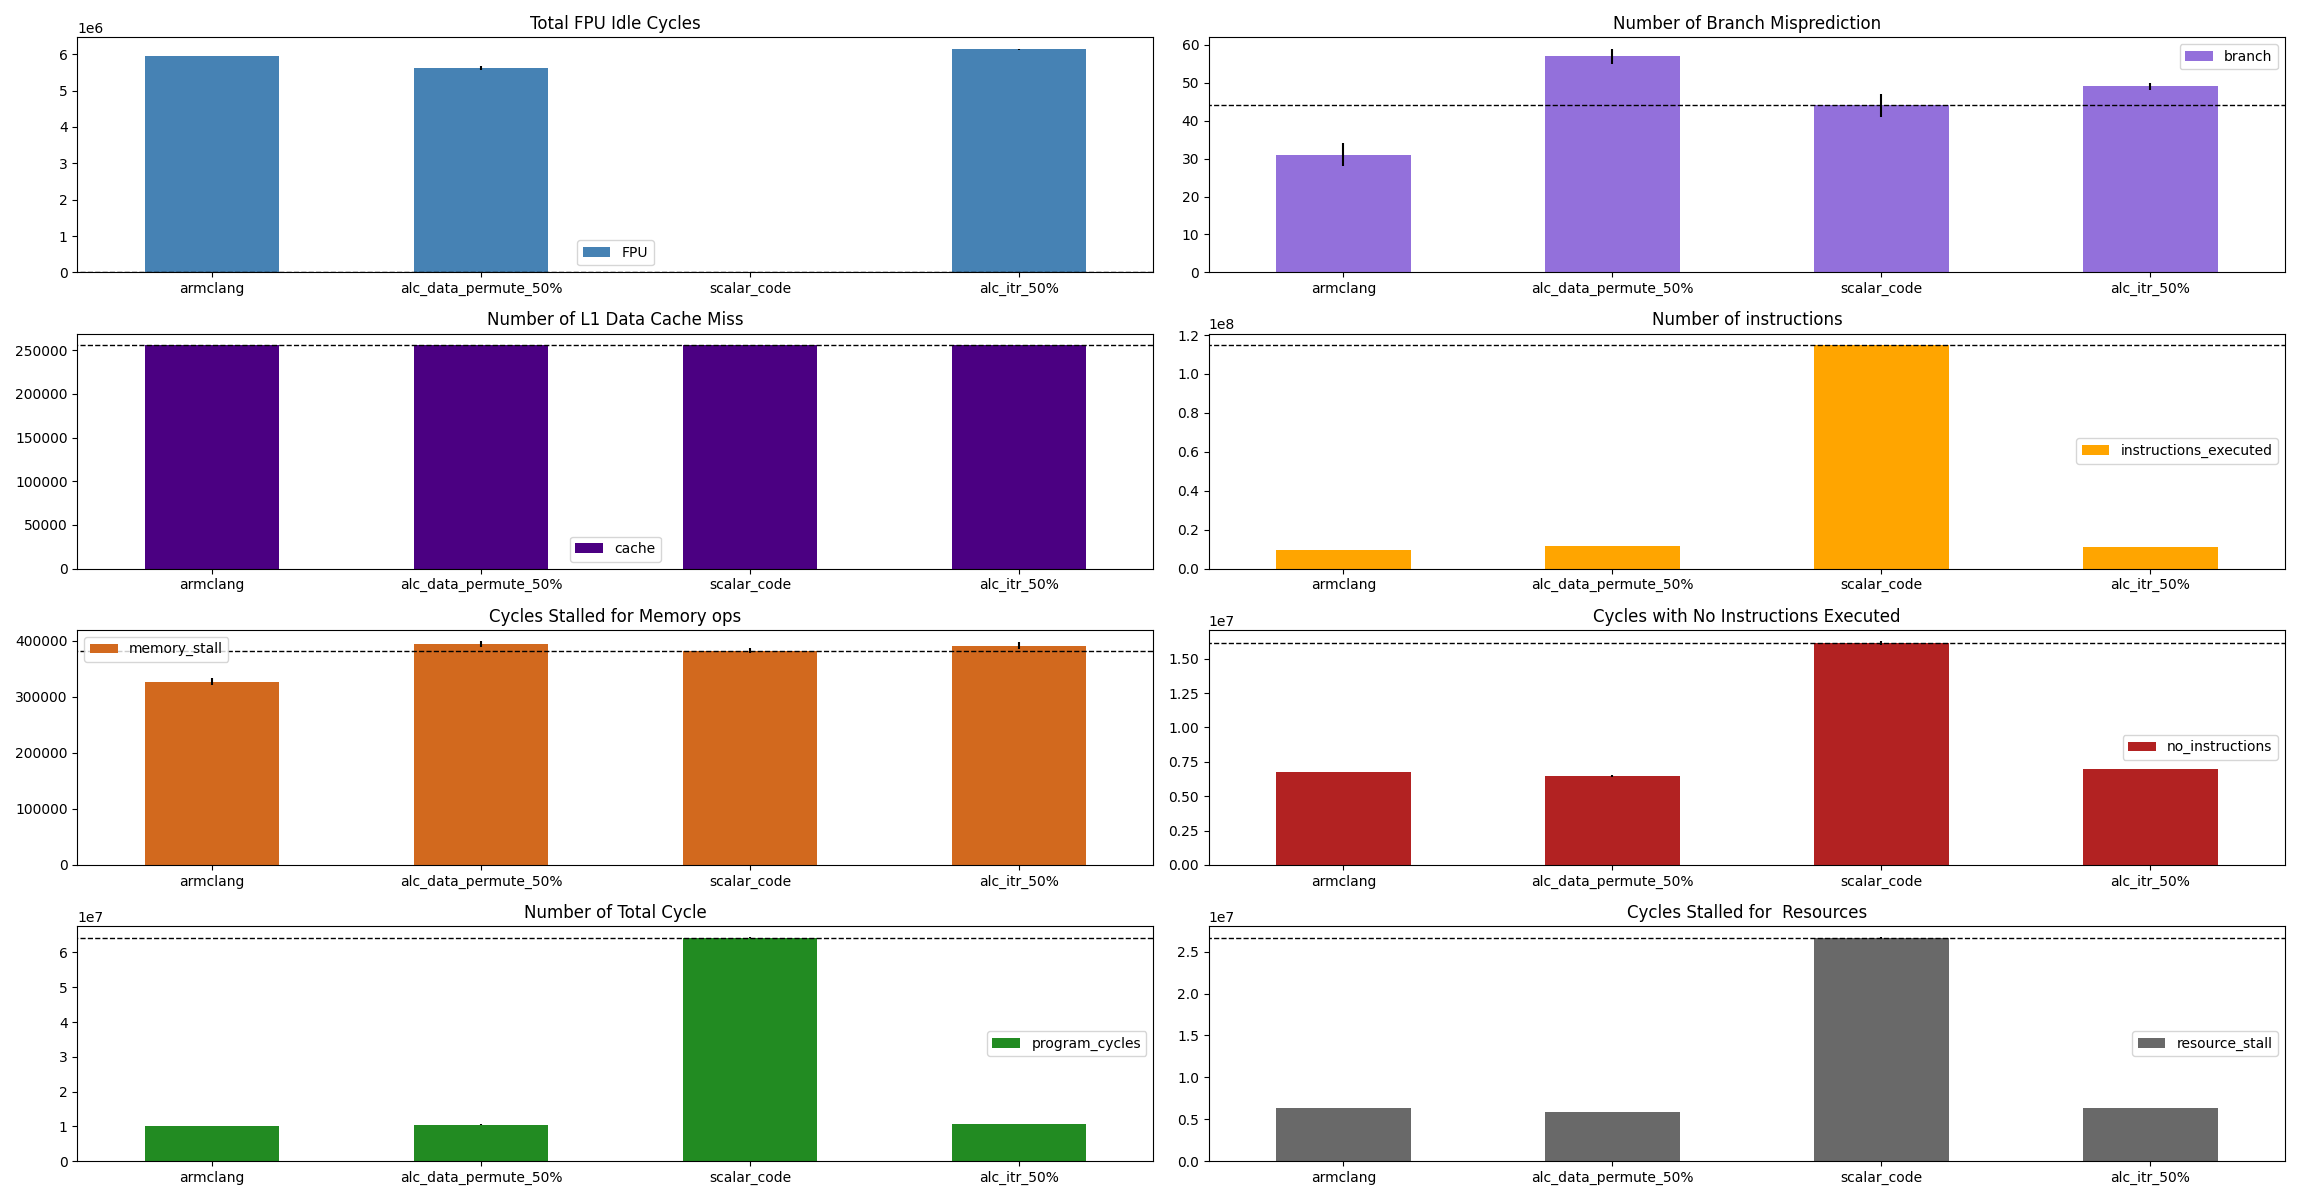 Total FPU Idle Cycles
1e6
6
5
4
3
2
1
0
FPU
armclang alc_data_permute_50% scalar_code alc_itr_50%
Number of Branch Misprediction
60
50
40
30
20
10
0
branch
armclang alc_data_permute_50% scalar_code alc_itr_50%
Number of L1 Data Cache Miss
250000
200000
150000
100000
50000
0
cache
armclang alc_data_permute_50% scalar_code alc_itr_50%
Number of instructions
1e8
1.2
1.0
0.8
0.6
0.4
0.2
0.0
instructions_executed
armclang alc_data_permute_50% scalar_code alc_itr_50%
Cycles Stalled for Memory ops
400000
300000
200000
100000
0
memory_stall
armclang alc_data_permute_50% scalar_code alc_itr_50%
Cycles with No Instructions Executed
1e7
1.50
1.25
1.00
0.75
0.50
0.25
0.00
no_instructions
armclang alc_data_permute_50% scalar_code alc_itr_50%
Number of Total Cycle
1e7
6
5
4
3
2
1
0
program_cycles
armclang alc_data_permute_50% scalar_code alc_itr_50%
Cycles Stalled for  Resources
1e7
2.5
2.0
1.5
1.0
0.5
0.0
resource_stall
armclang alc_data_permute_50% scalar_code alc_itr_50%